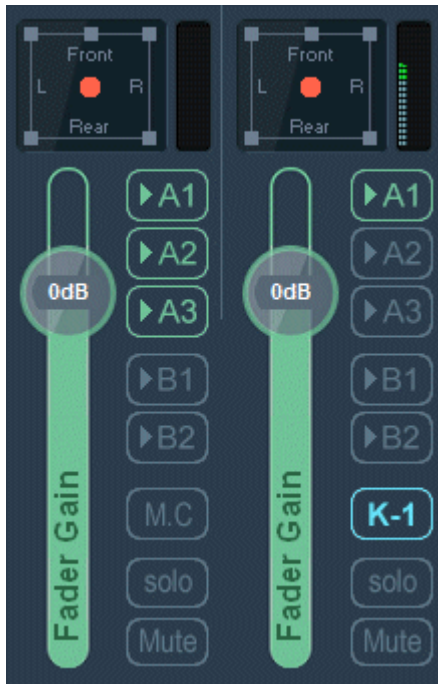 Front
L R
Rear
A1
A2
0dB
A3
B1
B2
Fader Gain
M.C
solo
Mute
Front
L R
Rear
A1
A2
0dB
A3
B1
B2
Fader Gain
K-1
solo
Mute